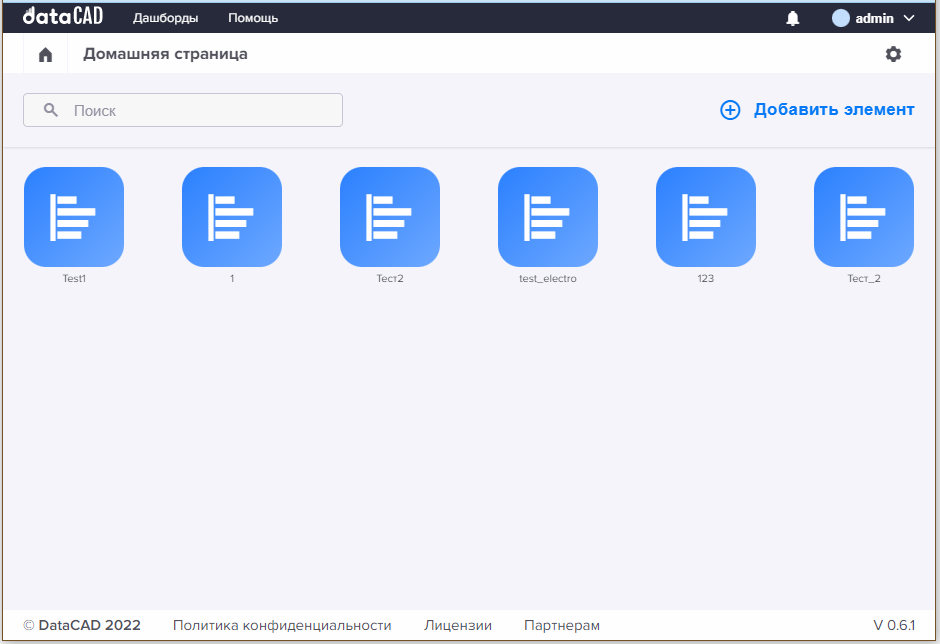 dataCAD Дашборды Помощь admin
Домашняя страница
Поиск Добавить элемент
Test1 1 Тест2 test_electro 123 Тест_2
© DataCAD 2022 Политика конфиденциальности Лицензии Партнерам V 0.6.1